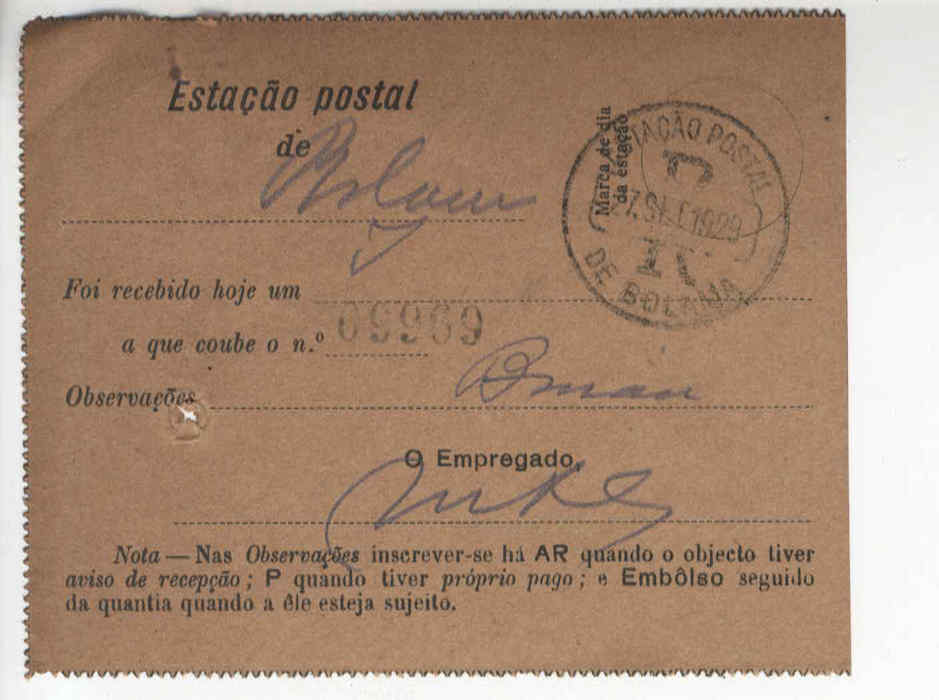 Estação postal
de Bolama
Marca de dia
da estação
ESTAÇÃO POSTAL
27.SET.1929
DE BOLAMA
Foi recebido hoje um
a que coube o n.º 69969
Observações
O Empregado,
Nota — Nas Observações inscrever-se há AR quando o objecto tiver
aviso de recepção; P quando tiver próprio pago; e Embôlso seguido
da quantia quando a êle esteja sujeito.